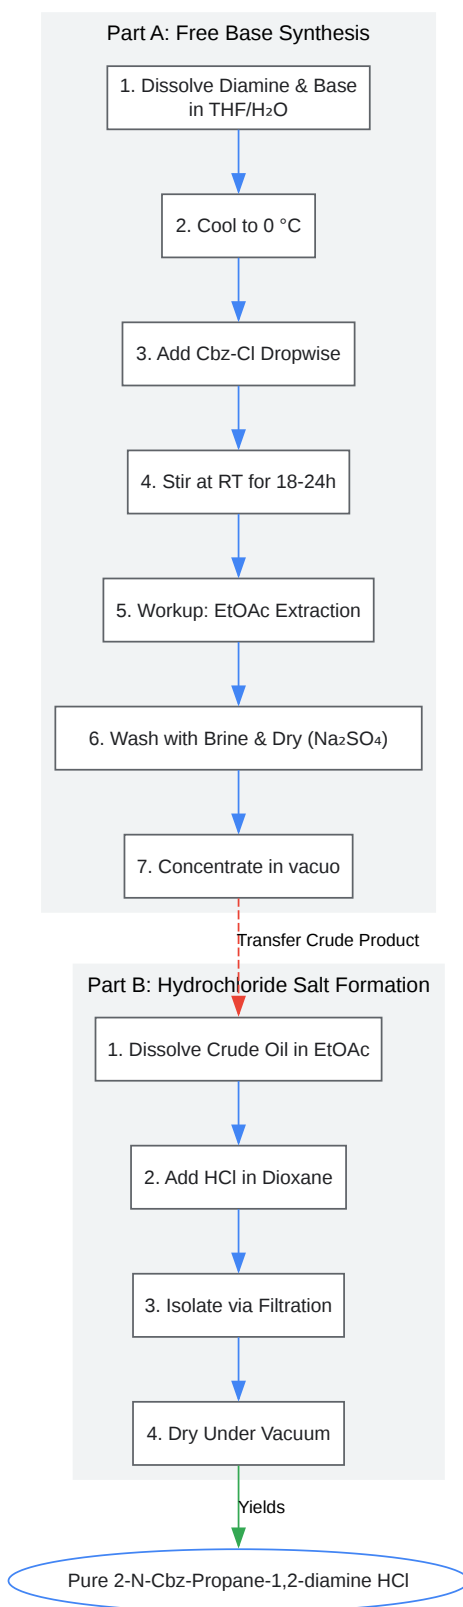 Part A: Free Base Synthesis
1. Dissolve Diamine & Base
in THF/H₂O
2. Cool to 0 °C
3. Add Cbz-Cl Dropwise
4. Stir at RT for 18-24h
5. Workup: EtOAc Extraction
6. Wash with Brine & Dry (Na₂SO₄)
7. Concentrate in vacuo
Transfer Crude Product
Part B: Hydrochloride Salt Formation
1. Dissolve Crude Oil in EtOAc
2. Add HCl in Dioxane
3. Isolate via Filtration
4. Dry Under Vacuum
Yields
Pure 2-N-Cbz-Propane-1,2-diamine HCl